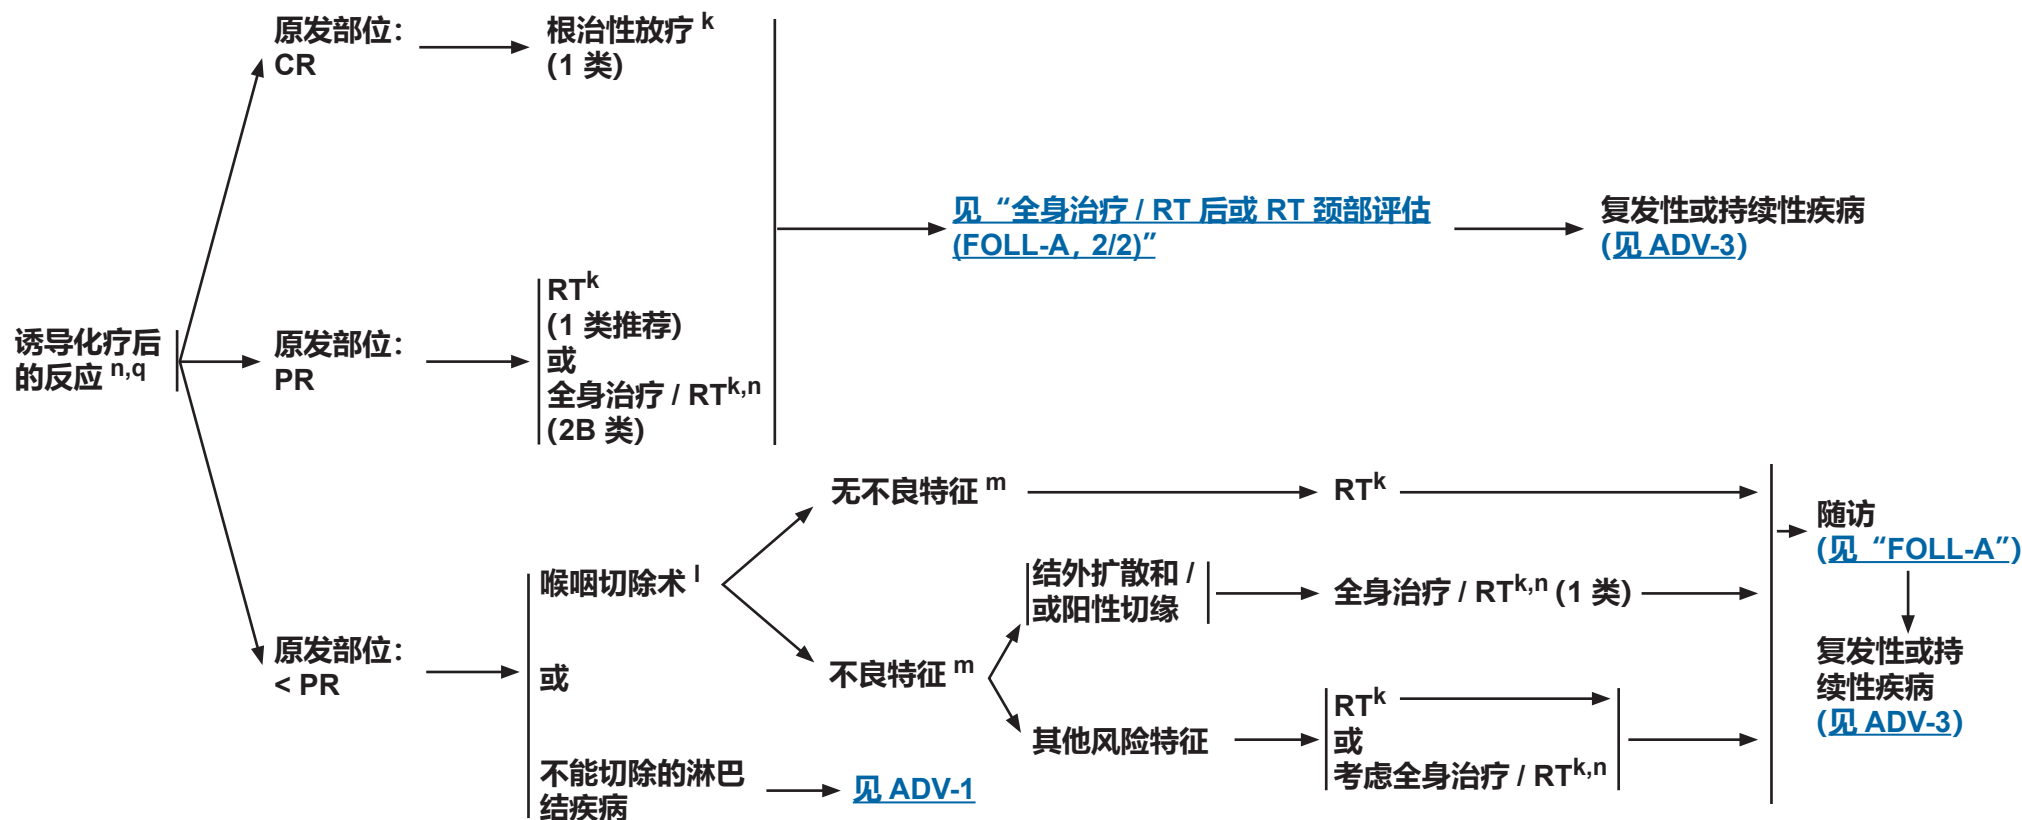 原发部位：
CR
根治性放疗 k
(1 类)
见“全身治疗 / RT 后或 RT 颈部评估
(FOLL-A, 2/2)”
复发性或持续性疾病
(见 ADV-3)
诱导化疗后
的反应 n,q
原发部位：
PR
RTk
(1 类推荐)
或
全身治疗 / RTk,n
(2B 类)
原发部位：
< PR
喉咽切除术 l
或
不能切除的淋巴
结疾病
见 ADV-1
无不良特征 m
RTk
不良特征 m
结外扩散和 /
或阳性切缘
全身治疗 / RTk,n (1 类)
其他风险特征
RTk
或
考虑全身治疗 / RTk,n
随访
(见 “FOLL-A”)
复发性或持
续性疾病
(见 ADV-3)